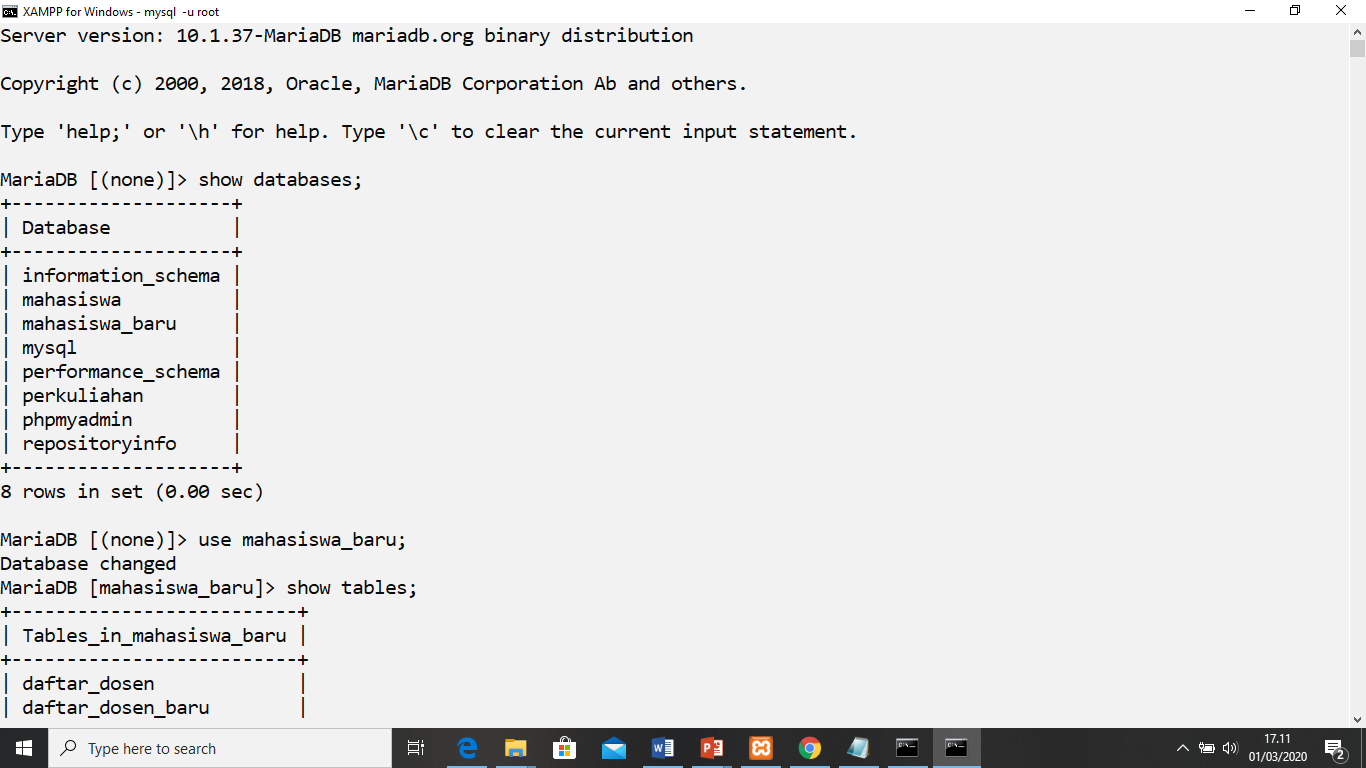 XAMPP for Windows - mysql  -u root
Server version: 10.1.37-MariaDB mariadb.org binary distribution
Copyright (c) 2000, 2018, Oracle, MariaDB Corporation Ab and others.
Type 'help;' or '\h' for help. Type '\c' to clear the current input statement.
MariaDB [(none)]> show databases;
+--------------------+
| Database           |
+--------------------+
| information_schema |
| mahasiswa          |
| mahasiswa_baru     |
| mysql              |
| performance_schema |
| perkuliahan        |
| phpmyadmin         |
| repositoryinfo     |
+--------------------+
8 rows in set (0.00 sec)
MariaDB [(none)]> use mahasiswa_baru;
Database changed
MariaDB [mahasiswa_baru]> show tables;
+--------------------------+
| Tables_in_mahasiswa_baru |
+--------------------------+
| daftar_dosen             |
| daftar_dosen_baru        |
Type here to search
17.11
01/03/2020
2